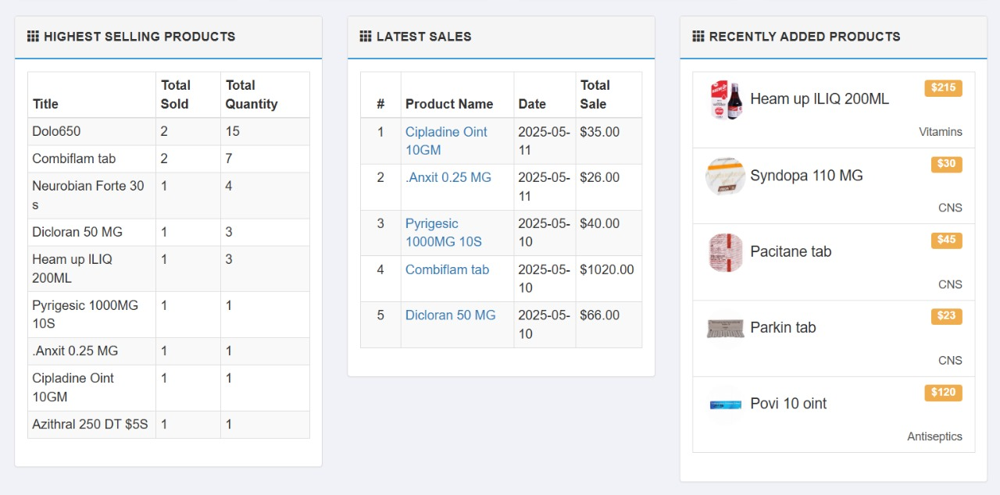 HIGHEST SELLING PRODUCTS
Title Total Sold Total Quantity
Dolo650 2 15
Combiflam tab 2 7
Neurobian Forte 30 s 1 4
Dicloran 50 MG 1 3
Heam up lLIQ 200ML 1 3
Pyrigesic 1000MG 10S 1 1
.Anxit 0.25 MG 1 1
Cipladine Oint 10GM 1 1
Azithral 250 DT $5S 1 1
LATEST SALES
# Product Name Date Total Sale
1 Cipladine Oint 10GM 2025-05-11 $35.00
2 .Anxit 0.25 MG 2025-05-11 $26.00
3 Pyrigesic 1000MG 10S 2025-05-10 $40.00
4 Combiflam tab 2025-05-10 $1020.00
5 Dicloran 50 MG 2025-05-10 $66.00
RECENTLY ADDED PRODUCTS
$215
Heam up lLIQ 200ML
Vitamins
$30
Syndopa 110 MG
CNS
$45
Pacitane tab
CNS
$23
Parkin tab
CNS
$120
Povi 10 oint
Antiseptics